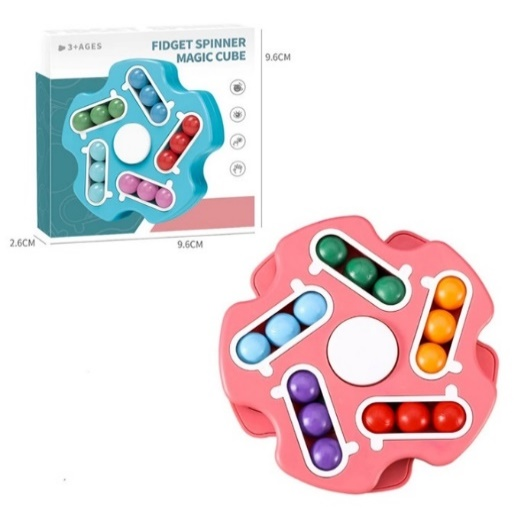 3+AGES
FIDGET SPINNER
MAGIC CUBE
9.6CM
2.6CM
9.6CM